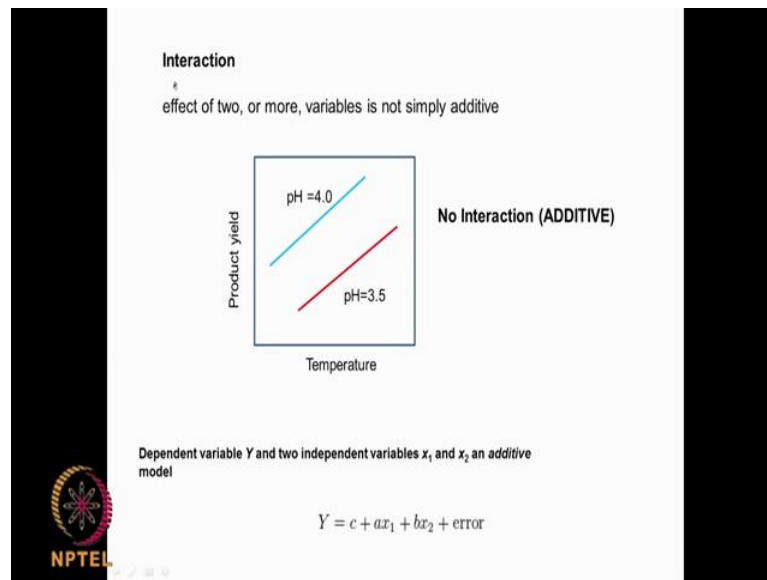 Interaction
effect of two, or more, variables is not simply additive
pH =4.0
No Interaction (ADDITIVE)
Product yield
pH=3.5
Temperature
Dependent variable Y and two independent variables x₁ and x₂ an additive
model
Y = c + ax₁ + bx₂ + error
NPTEL